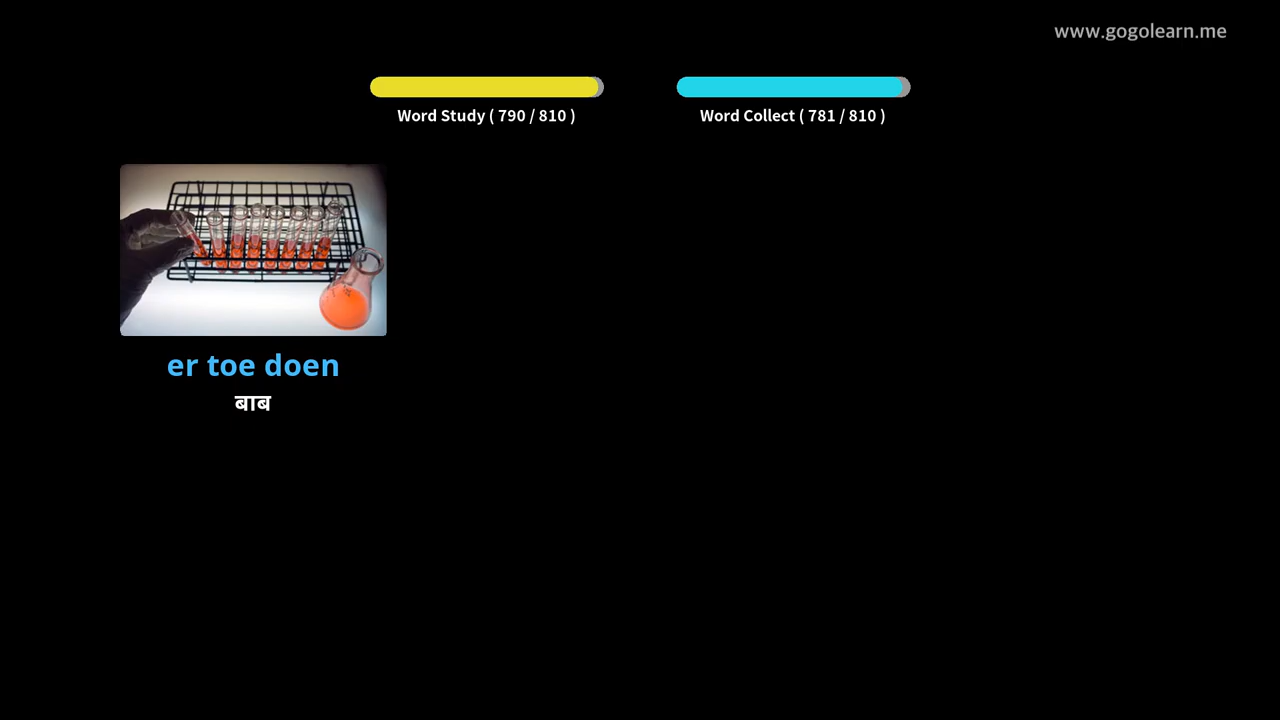 www.gogolearn.me
Word Study ( 790 / 810 )
Word Collect ( 781 / 810 )
er toe doen
बाब